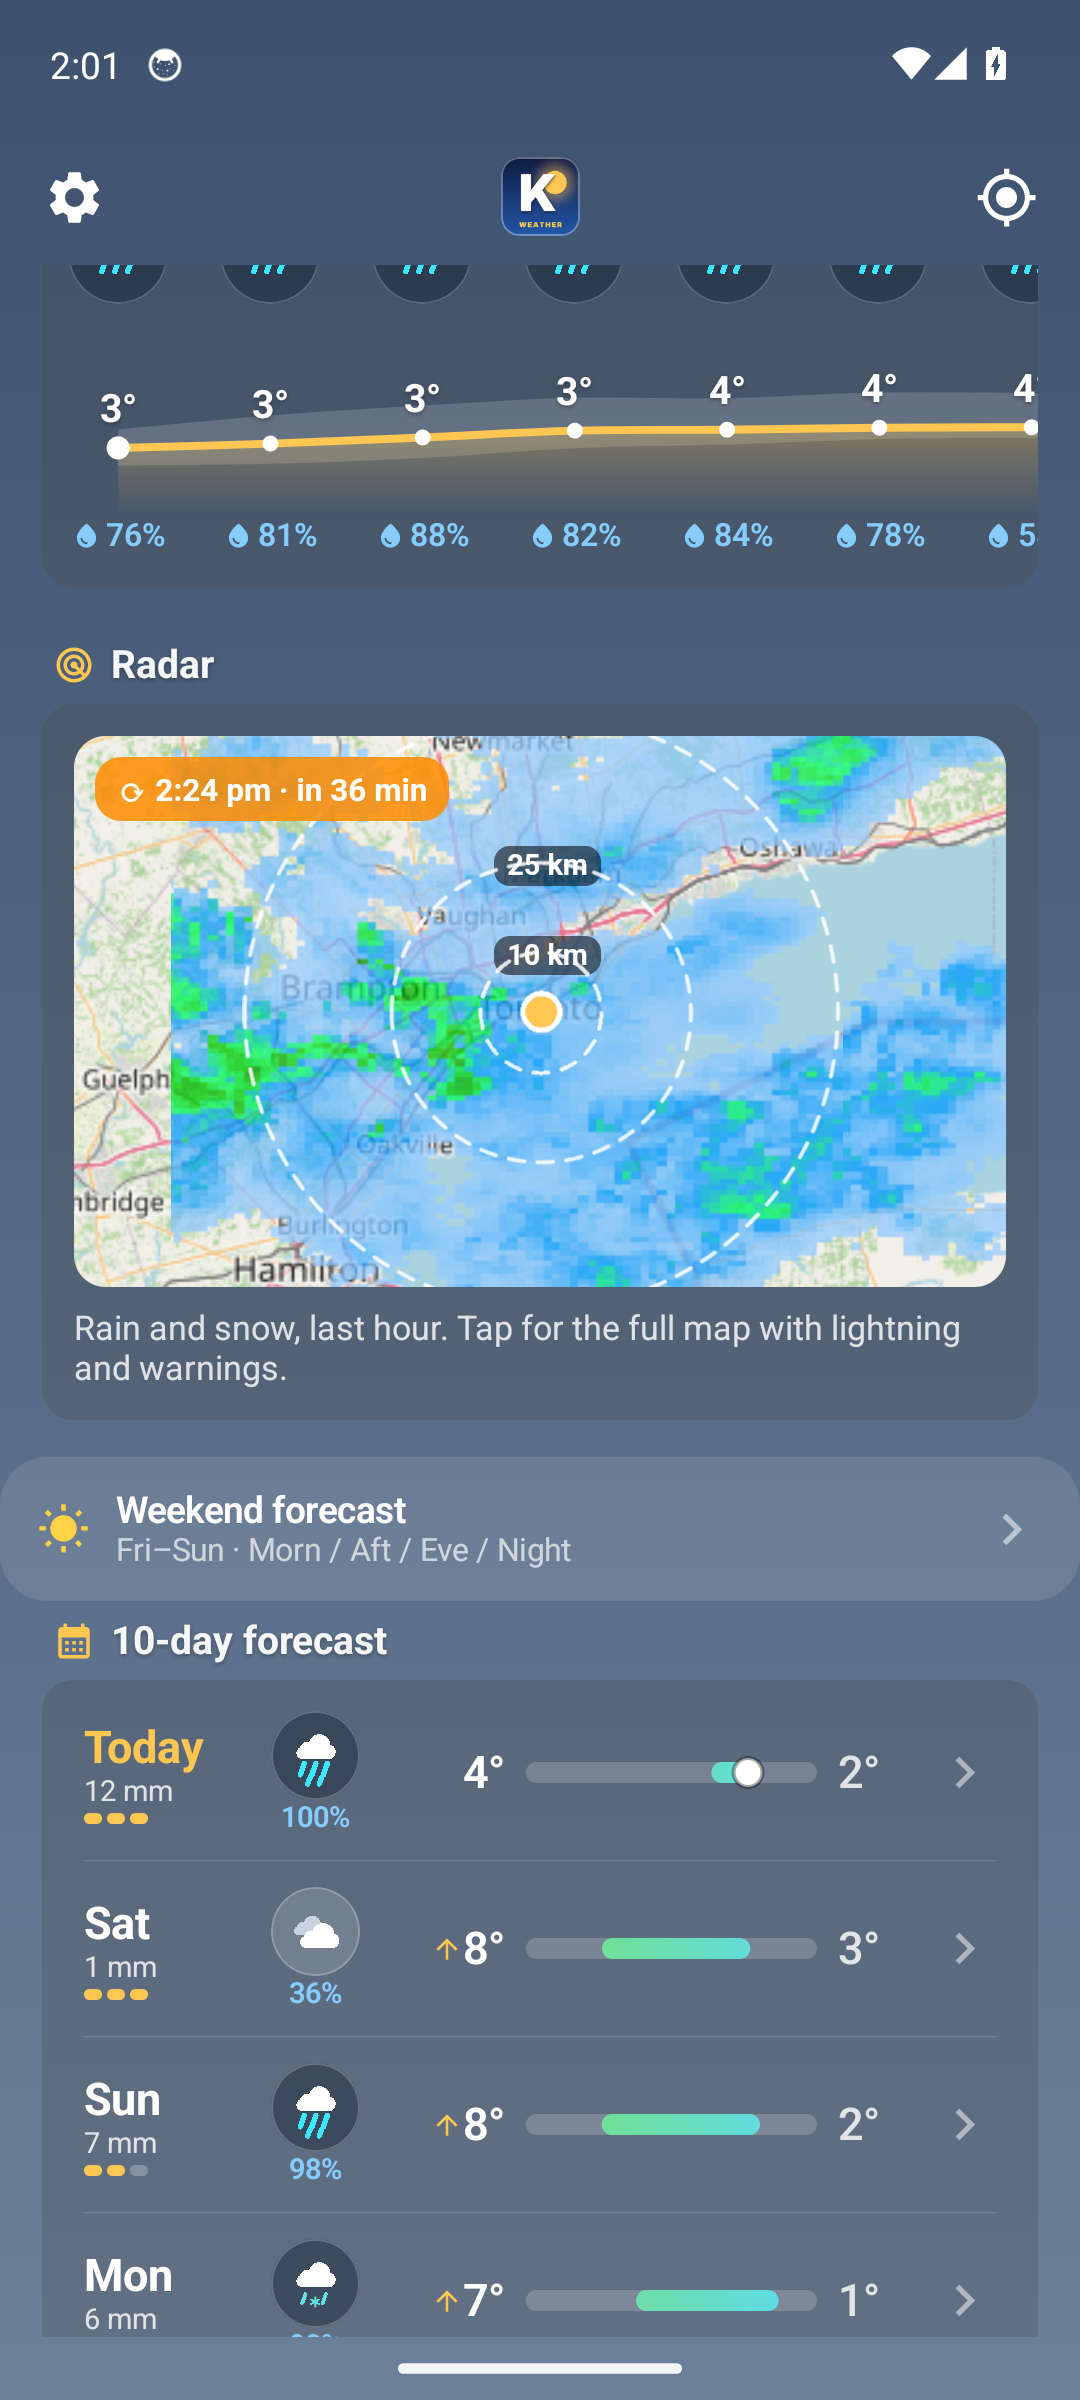 2:01
K
WEATHER
3° 3° 3° 3° 4° 4° 4°
76% 81% 88% 82% 84% 78%
Radar
2:24 pm · in 36 min
Newmarket
25 km
Oshawa
Vaughan
10 km
Brampton
Toronto
Guelph
Oakville
nbridge
Burlington
Hamilton
Rain and snow, last hour. Tap for the full map with lightning
and warnings.
Weekend forecast
Fri–Sun · Morn / Aft / Eve / Night
10-day forecast
Today
12 mm
100%
4° 2°
Sat
1 mm
36%
8° 3°
Sun
7 mm
98%
8° 2°
Mon
6 mm
7° 1°